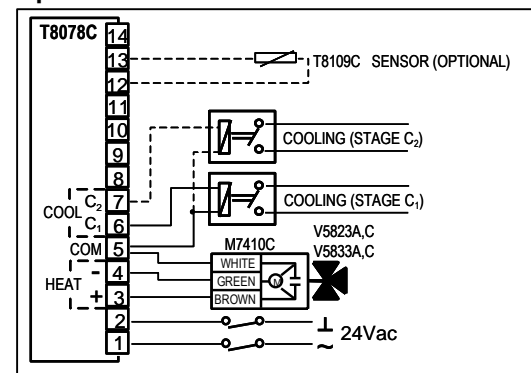 T8078C
14
13
T8109C SENSOR (OPTIONAL)
12
11
10
COOLING (STAGE C₂)
9
8
C₂ 7
COOL
C₁ 6
COOLING (STAGE C₁)
COM 5
M7410C
V5823A,C
V5833A,C
WHITE
HEAT
- 4
GREEN
M
+ 3
BROWN
2
24Vac
1
~